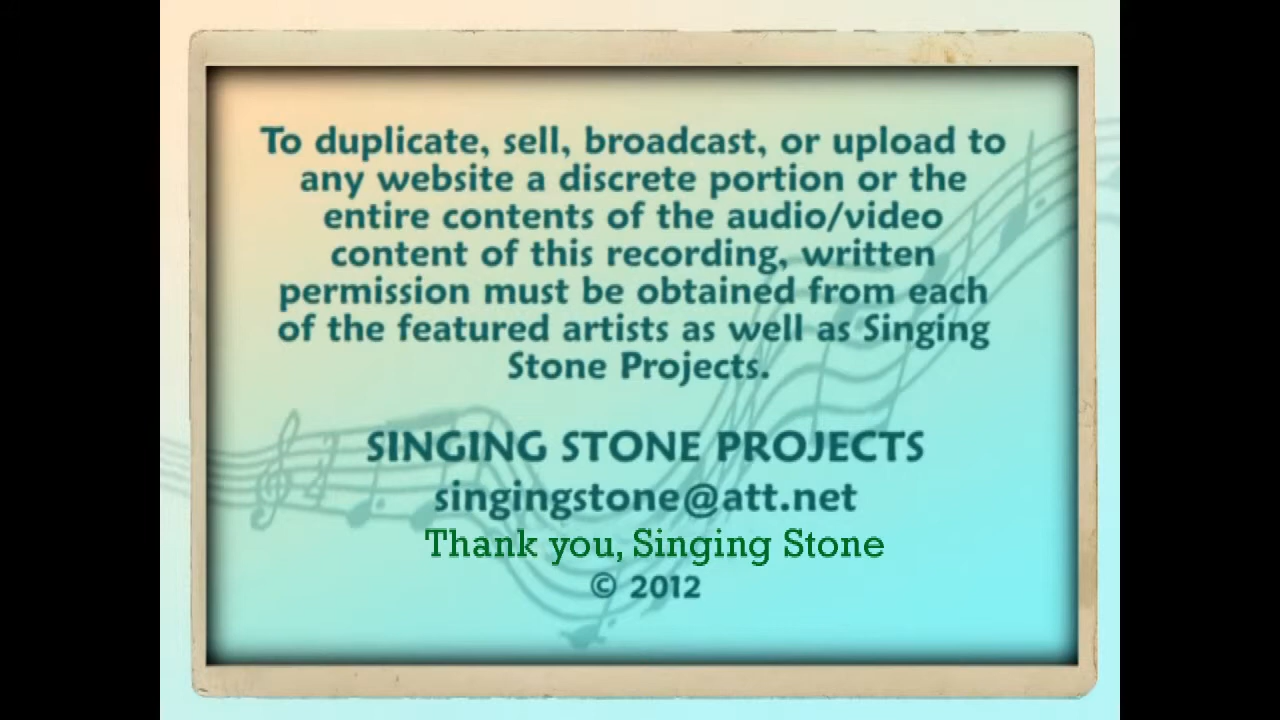 To duplicate, sell, broadcast, or upload to
any website a discrete portion or the
entire contents of the audio/video
content of this recording, written
permission must be obtained from each
of the featured artists as well as Singing
Stone Projects.
SINGING STONE PROJECTS
singingstone@att.net
Thank you, Singing Stone
© 2012